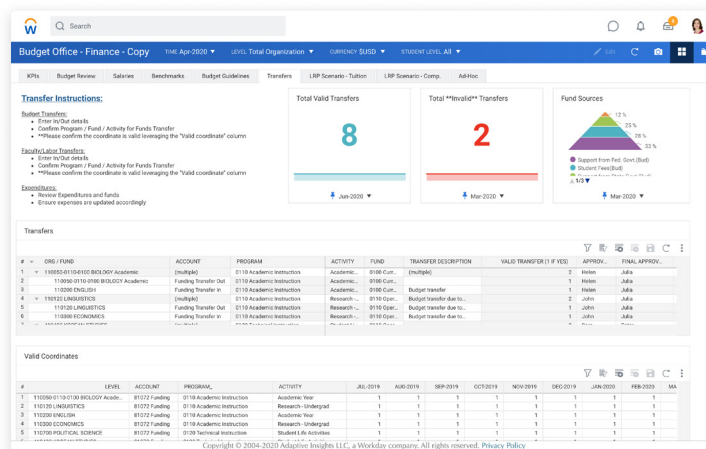 Search
Budget Office - Finance - Copy TIME Apr-2020 LEVEL Total Organization CURRENCY $USD STUDENT LEVEL All Edit
KPIs Budget Review Salaries Benchmarks Budget Guidelines Transfers LRP Scenario - Tuition LRP Scenario - Comp. Ad-Hoc
Transfer Instructions:
Budget Transfers:
• Enter In/Out details
• Confirm Program / Fund / Activity for Funds Transfer
• **Please confirm the coordinate is valid leveraging the "Valid coordinate" column
Faculty/Labor Transfers:
• Enter In/Out details
• Confirm Program / Fund / Activity for Funds Transfer
• **Please confirm the coordinate is valid leveraging the "Valid coordinate" column
Expenditures:
• Review Expenditures and funds
• Ensure expenses are updated accordingly
Total Valid Transfers
8
Jun-2020
Total **Invalid** Transfers
2
Mar-2020
Fund Sources
12 %
23 %
28 %
33 %
Support from Fed. Govt.(Bud)
Student Fees(Bud)
1/3
Mar-2020
Transfers
# ORG / FUND ACCOUNT PROGRAM ACTIVITY FUND TRANSFER DESCRIPTION VALID TRANSFER (1 IF YES) APPROV... FINAL APPROV...
1 110050-0110-0100 BIOLOGY Academic (multiple) 0110 Academic Instruction Academic... 0100 Curr... (multiple) 2 Helen Julia
2 110050-0110-0100 BIOLOGY Academic Funding Transfer Out 0110 Academic Instruction Academic... 0100 Curr... 1 Helen Julia
3 110200 ENGLISH Funding Transfer In 0110 Academic Instruction Academic... 0100 Curr... Budget transfer 1 Helen Julia
4 110120 LINGUISTICS (multiple) 0110 Academic Instruction Research -... 0110 Oper... Budget transfer due to... 2 John Julia
5 110120 LINGUISTICS Funding Transfer Out 0110 Academic Instruction Research -... 0110 Oper... Budget transfer due to... 1 John Julia
6 110300 ECONOMICS Funding Transfer In 0110 Academic Instruction Research -... 0110 Oper... Budget transfer due to... 1 John Julia
Valid Coordinates
# LEVEL ACCOUNT PROGRAM_ ACTIVITY JUL-2019 AUG-2019 SEP-2019 OCT-2019 NOV-2019 DEC-2019 JAN-2020 FEB-2020 MA
1 110050-0110-0100 BIOLOGY Acade... 81072 Funding 0110 Academic Instruction Academic Year 1 1 1 1 1 1 1 1
2 110120 LINGUISTICS 81072 Funding 0110 Academic Instruction Research - Undergrad 1 1 1 1 1 1 1 1
3 110200 ENGLISH 81072 Funding 0110 Academic Instruction Academic Year 1 1 1 1 1 1 1 1
4 110300 ECONOMICS 81072 Funding 0110 Academic Instruction Research - Undergrad 1 1 1 1 1 1 1 1
5 110700 POLITICAL SCIENCE 81072 Funding 0120 Technical Instruction Student Life Activities 1 1 1 1 1 1 1 1
Copyright © 2004-2020 Adaptive Insights LLC, a Workday company. All rights reserved. Privacy Policy